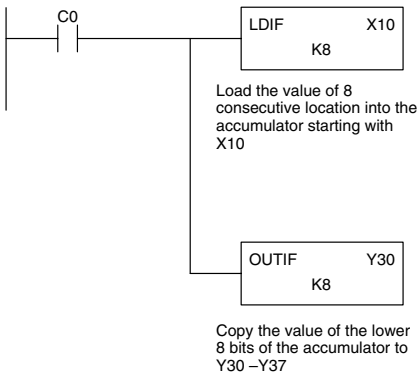 C0
LDIF X10
K8
Load the value of 8
consecutive location into the
accumulator starting with
X10
OUTIF Y30
K8
Copy the value of the lower
8 bits of the accumulator to
Y30 –Y37